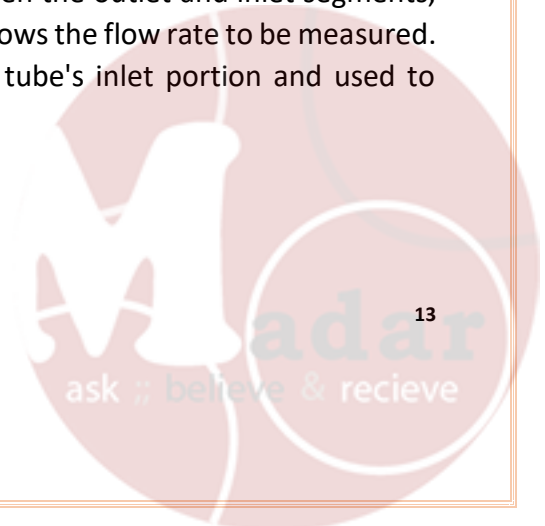 en the outlet and inlet segments,
ows the flow rate to be measured.
tube's inlet portion and used to
13
Madar
ask ;; believe & recieve